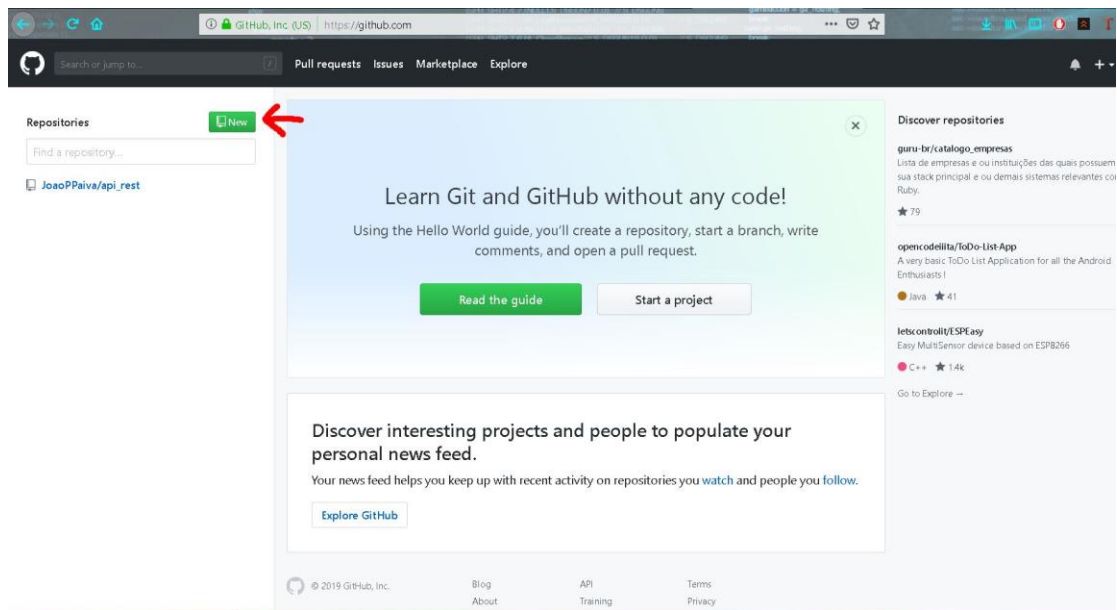 GitHub, Inc. (US) https://github.com
Search or jump to... /
Pull requests Issues Marketplace Explore
Repositories
New
Find a repository...
JoaoPPaiva/api_rest
Learn Git and GitHub without any code!
Using the Hello World guide, you'll create a repository, start a branch, write
comments, and open a pull request.
Read the guide Start a project
Discover interesting projects and people to populate your
personal news feed.
Your news feed helps you keep up with recent activity on repositories you watch and people you follow.
Explore GitHub
Discover repositories
guru-br/catalogo_empresas
Lista de empresas e ou instituições das quais possuem
sua stack principal e ou demais sistemas relevantes
Ruby.
79
opencodeiiita/ToDo-List-App
A very basic ToDo List Application for all the Android
Enthusiasts !
Java 41
letscontrolit/ESPEasy
Easy MultiSensor device based on ESP8266
C++ 1.4k
Go to Explore →
© 2019 GitHub, Inc. Blog API Terms
About Training Privacy